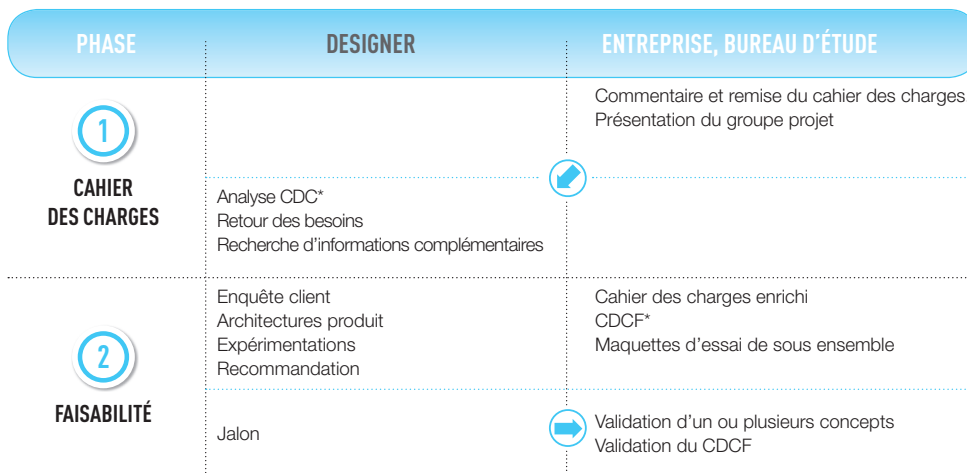 PHASE
DESIGNER
ENTREPRISE, BUREAU D'ÉTUDE
1
CAHIER
DES CHARGES
Commentaire et remise du cahier des charges
Présentation du groupe projet
Analyse CDC*
Retour des besoins
Recherche d'informations complémentaires
2
FAISABILITÉ
Enquête client
Architectures produit
Expérimentations
Recommandation
Cahier des charges enrichi
CDCF*
Maquettes d'essai de sous ensemble
Jalon
Validation d'un ou plusieurs concepts
Validation du CDCF